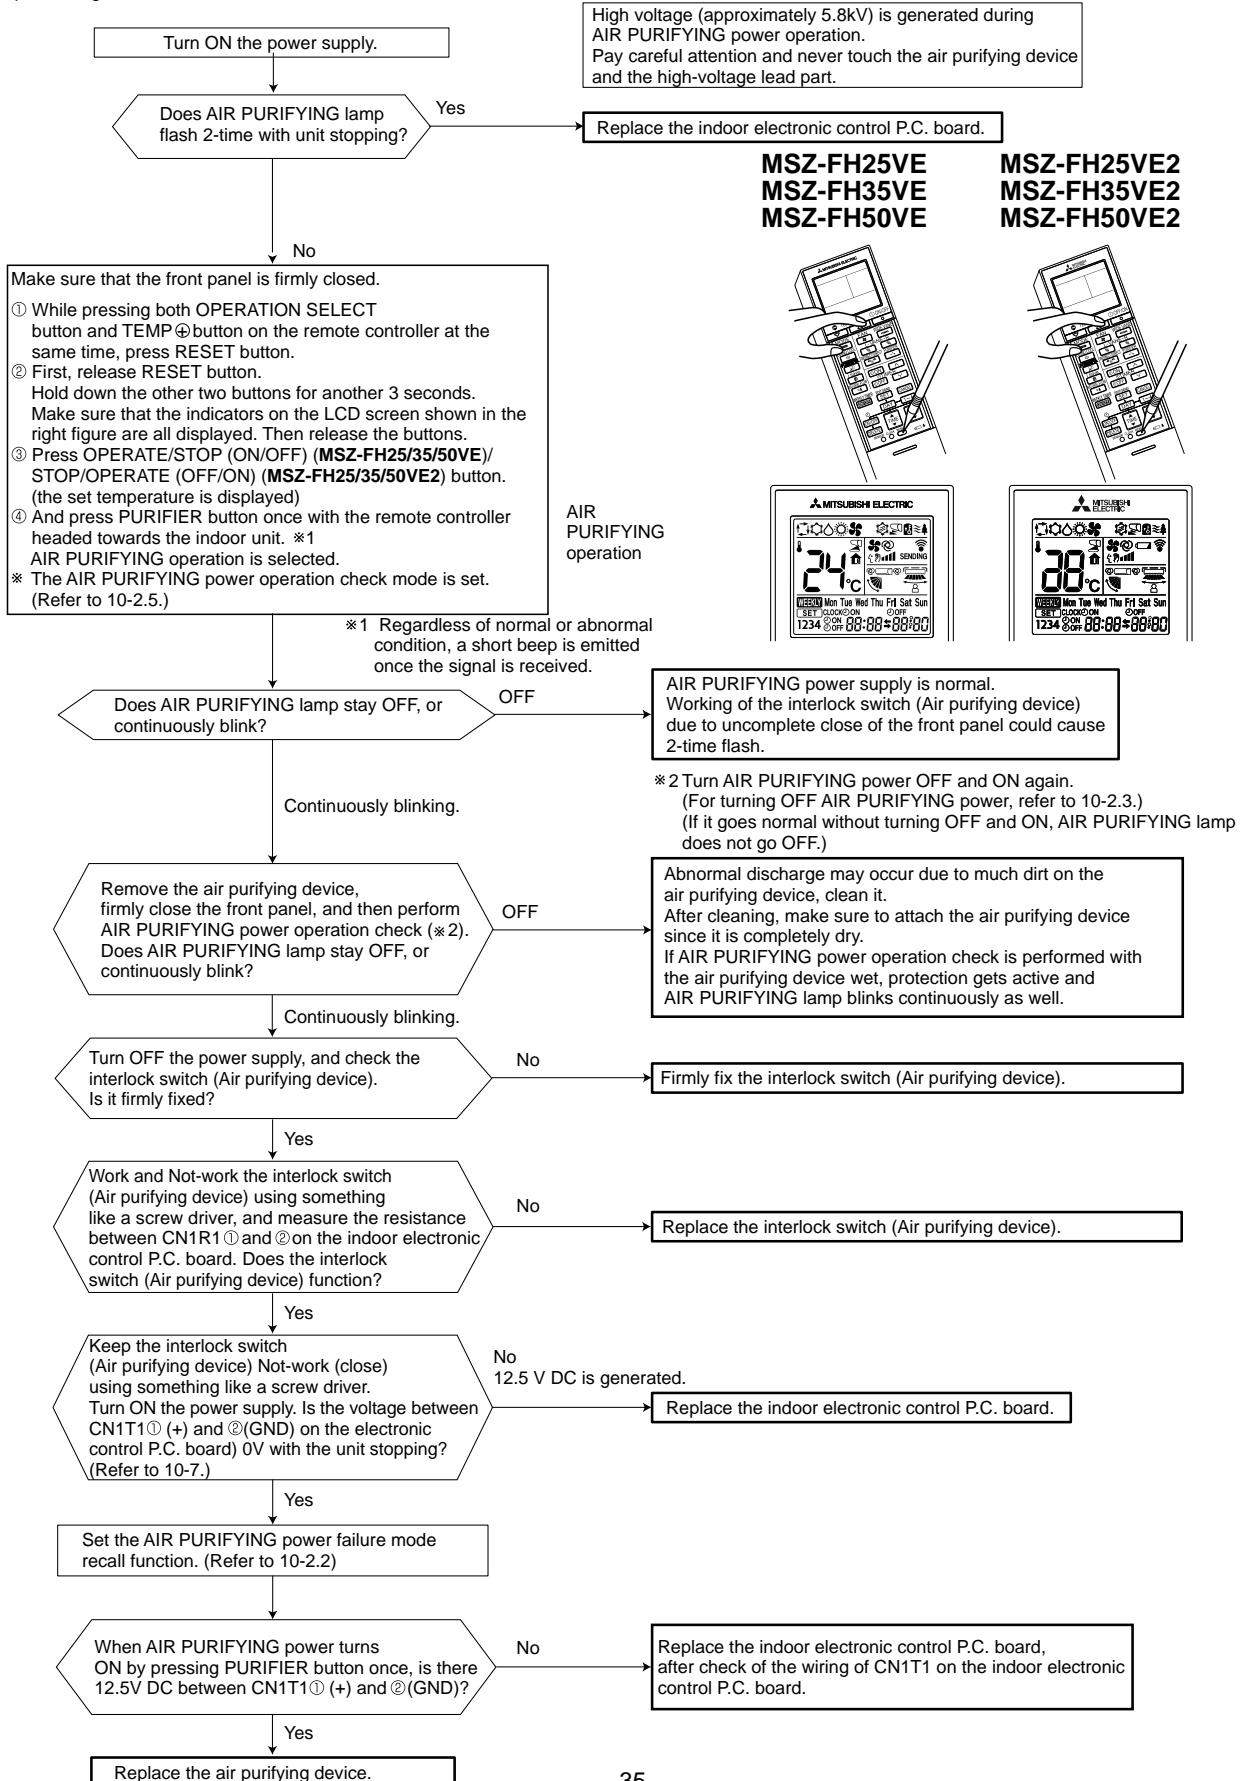 High voltage (approximately 5.8kV) is generated during
AIR PURIFYING power operation.
Pay careful attention and never touch the air purifying device
and the high-voltage lead part.
Turn ON the power supply.
Does AIR PURIFYING lamp
flash 2-time with unit stopping?
Yes
Replace the indoor electronic control P.C. board.
MSZ-FH25VE
MSZ-FH35VE
MSZ-FH50VE
MSZ-FH25VE2
MSZ-FH35VE2
MSZ-FH50VE2
No
Make sure that the front panel is firmly closed.
① While pressing both OPERATION SELECT
button and TEMP ⊕ button on the remote controller at the
same time, press RESET button.
② First, release RESET button.
Hold down the other two buttons for another 3 seconds.
Make sure that the indicators on the LCD screen shown in the
right figure are all displayed. Then release the buttons.
③ Press OPERATE/STOP (ON/OFF) (MSZ-FH25/35/50VE)/
STOP/OPERATE (OFF/ON) (MSZ-FH25/35/50VE2) button.
(the set temperature is displayed)
④ And press PURIFIER button once with the remote controller
headed towards the indoor unit. ※1
AIR PURIFYING operation is selected.
※ The AIR PURIFYING power operation check mode is set.
(Refer to 10-2.5.)
AIR
PURIFYING
operation
MITSUBISHI ELECTRIC
SENDING
24°C
WEEKLY Mon Tue Wed Thu Fri Sat Sun
SET CLOCK ON OFF
1234 ON OFF 88:88 88:80
MITSUBISHI
ELECTRIC
88°C
WEEKLY Mon Tue Wed Thu Fri Sat Sun
SET CLOCK ON OFF
1234 ON OFF 88:88 88:80
※1 Regardless of normal or abnormal
condition, a short beep is emitted
once the signal is received.
Does AIR PURIFYING lamp stay OFF, or
continuously blink?
OFF
AIR PURIFYING power supply is normal.
Working of the interlock switch (Air purifying device)
due to uncomplete close of the front panel could cause
2-time flash.
※2 Turn AIR PURIFYING power OFF and ON again.
(For turning OFF AIR PURIFYING power, refer to 10-2.3.)
(If it goes normal without turning OFF and ON, AIR PURIFYING lamp
does not go OFF.)
Continuously blinking.
Remove the air purifying device,
firmly close the front panel, and then perform
AIR PURIFYING power operation check (※2).
Does AIR PURIFYING lamp stay OFF, or
continuously blink?
OFF
Abnormal discharge may occur due to much dirt on the
air purifying device, clean it.
After cleaning, make sure to attach the air purifying device
since it is completely dry.
If AIR PURIFYING power operation check is performed with
the air purifying device wet, protection gets active and
AIR PURIFYING lamp blinks continuously as well.
Continuously blinking.
Turn OFF the power supply, and check the
interlock switch (Air purifying device).
Is it firmly fixed?
No
Firmly fix the interlock switch (Air purifying device).
Yes
Work and Not-work the interlock switch
(Air purifying device) using something
like a screw driver, and measure the resistance
between CN1R1 ① and ② on the indoor electronic
control P.C. board. Does the interlock
switch (Air purifying device) function?
No
Replace the interlock switch (Air purifying device).
Yes
Keep the interlock switch
(Air purifying device) Not-work (close)
using something like a screw driver.
Turn ON the power supply. Is the voltage between
CN1T1① (+) and ②(GND) on the electronic
control P.C. board) 0V with the unit stopping?
(Refer to 10-7.)
No
12.5 V DC is generated.
Replace the indoor electronic control P.C. board.
Yes
Set the AIR PURIFYING power failure mode
recall function. (Refer to 10-2.2)
When AIR PURIFYING power turns
ON by pressing PURIFIER button once, is there
12.5V DC between CN1T1① (+) and ②(GND)?
No
Replace the indoor electronic control P.C. board,
after check of the wiring of CN1T1 on the indoor electronic
control P.C. board.
Yes
Replace the air purifying device.
35